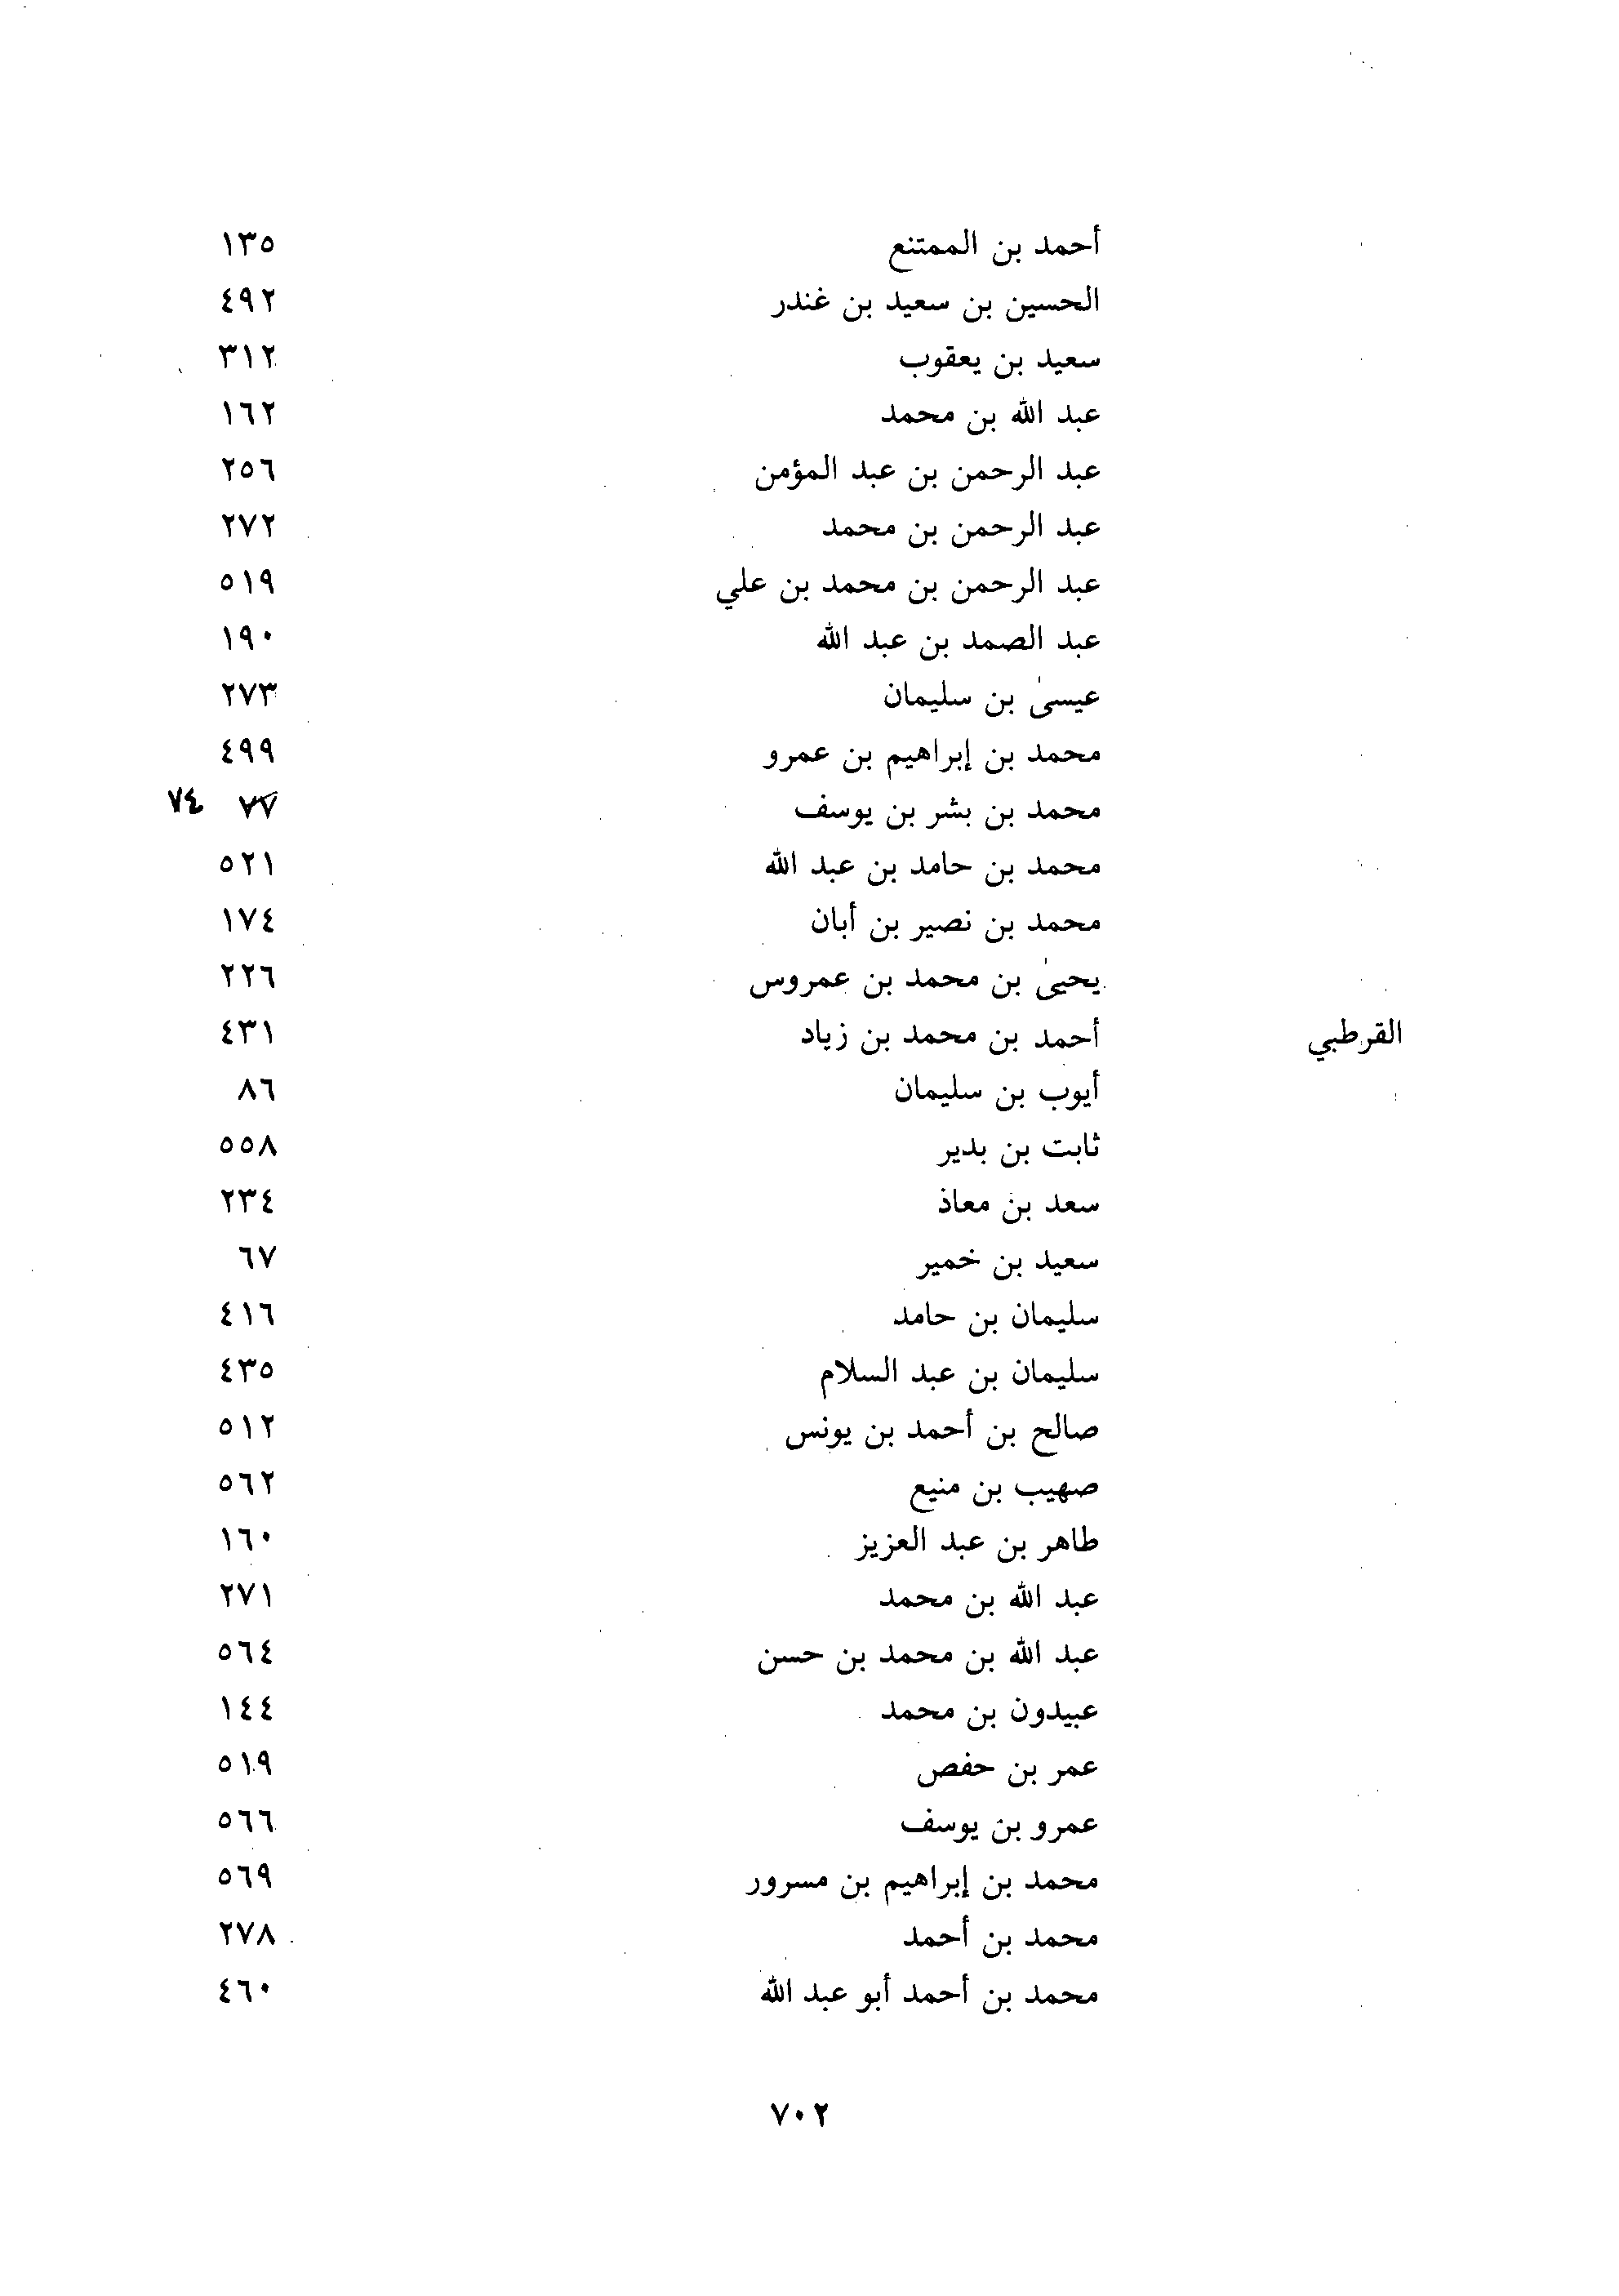 أحمد بن الممتنع ١٣٥
الحسين بن سعيد بن غندر ٤٩٢
سعيد بن يعقوب ٣١٢
عبد الله بن محمد ١٦٢
عبد الرحمن بن عبد المؤمن ٢٥٦
عبد الرحمن بن محمد ٢٧٢
عبد الرحمن بن محمد بن علي ٥١٩
عبد الصمد بن عبد الله ١٩٠
عيسىٰ بن سليمان ٢٧٣
محمد بن إبراهيم بن عمرو ٤٩٩
محمد بن بشر بن يوسف ٧٧ ٧٤
محمد بن حامد بن عبد الله ٥٢١
محمد بن نصير بن أبان ١٧٤
يحيىٰ بن محمد بن عمروس ٢٢٦
القرطبي أحمد بن محمد بن زياد ٤٣١
أيوب بن سليمان ٨٦
ثابت بن بدير ٥٥٨
سعد بن معاذ ٢٣٤
سعيد بن خمير ٦٧
سليمان بن حامد ٤١٦
سليمان بن عبد السلام ٤٣٥
صالح بن أحمد بن يونس ٥١٢
صهيب بن منيع ٥٦٢
طاهر بن عبد العزيز ١٦٠
عبد الله بن محمد ٢٧١
عبد الله بن محمد بن حسن ٥٦٤
عبيدون بن محمد ١٤٤
عمر بن حفص ٥١٩
عمرو بن يوسف ٥٦٦
محمد بن إبراهيم بن مسرور ٥٦٩
محمد بن أحمد ٢٧٨
محمد بن أحمد أبو عبد الله ٤٦٠
٧٠٢